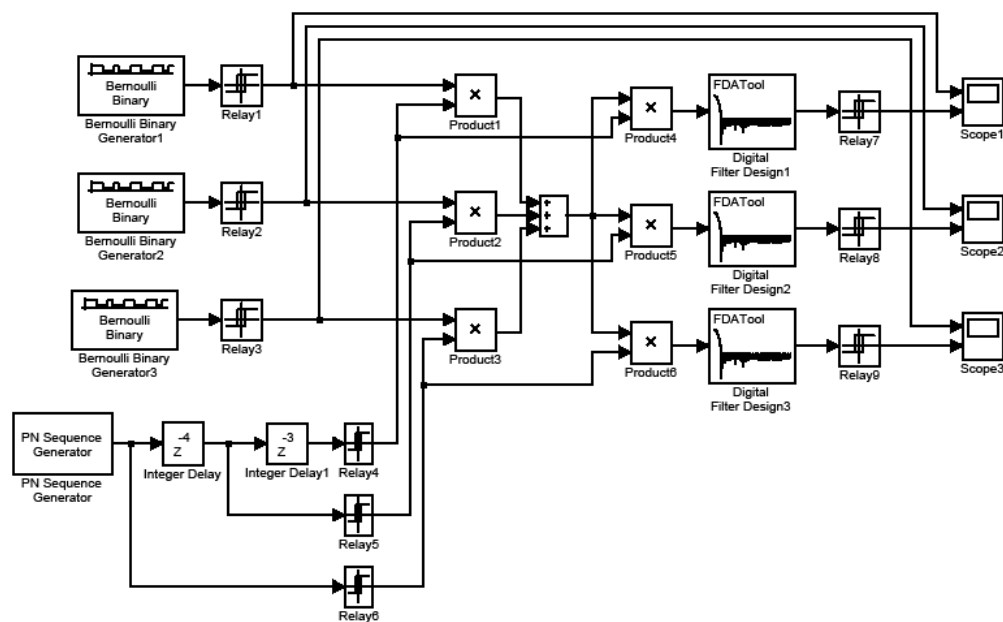 Bernoulli
Binary
Bernoulli Binary
Generator1
Relay1
×
Product1
×
Product4
FDATool
Digital
Filter Design1
Relay7
Scope1
Bernoulli
Binary
Bernoulli Binary
Generator2
Relay2
×
Product2
+
+
+
×
Product5
FDATool
Digital
Filter Design2
Relay8
Scope2
Bernoulli
Binary
Bernoulli Binary
Generator3
Relay3
×
Product3
×
Product6
FDATool
Digital
Filter Design3
Relay9
Scope3
PN Sequence
Generator
PN Sequence
Generator
-4
Z
Integer Delay
-3
Z
Integer Delay1
Relay4
Relay5
Relay6